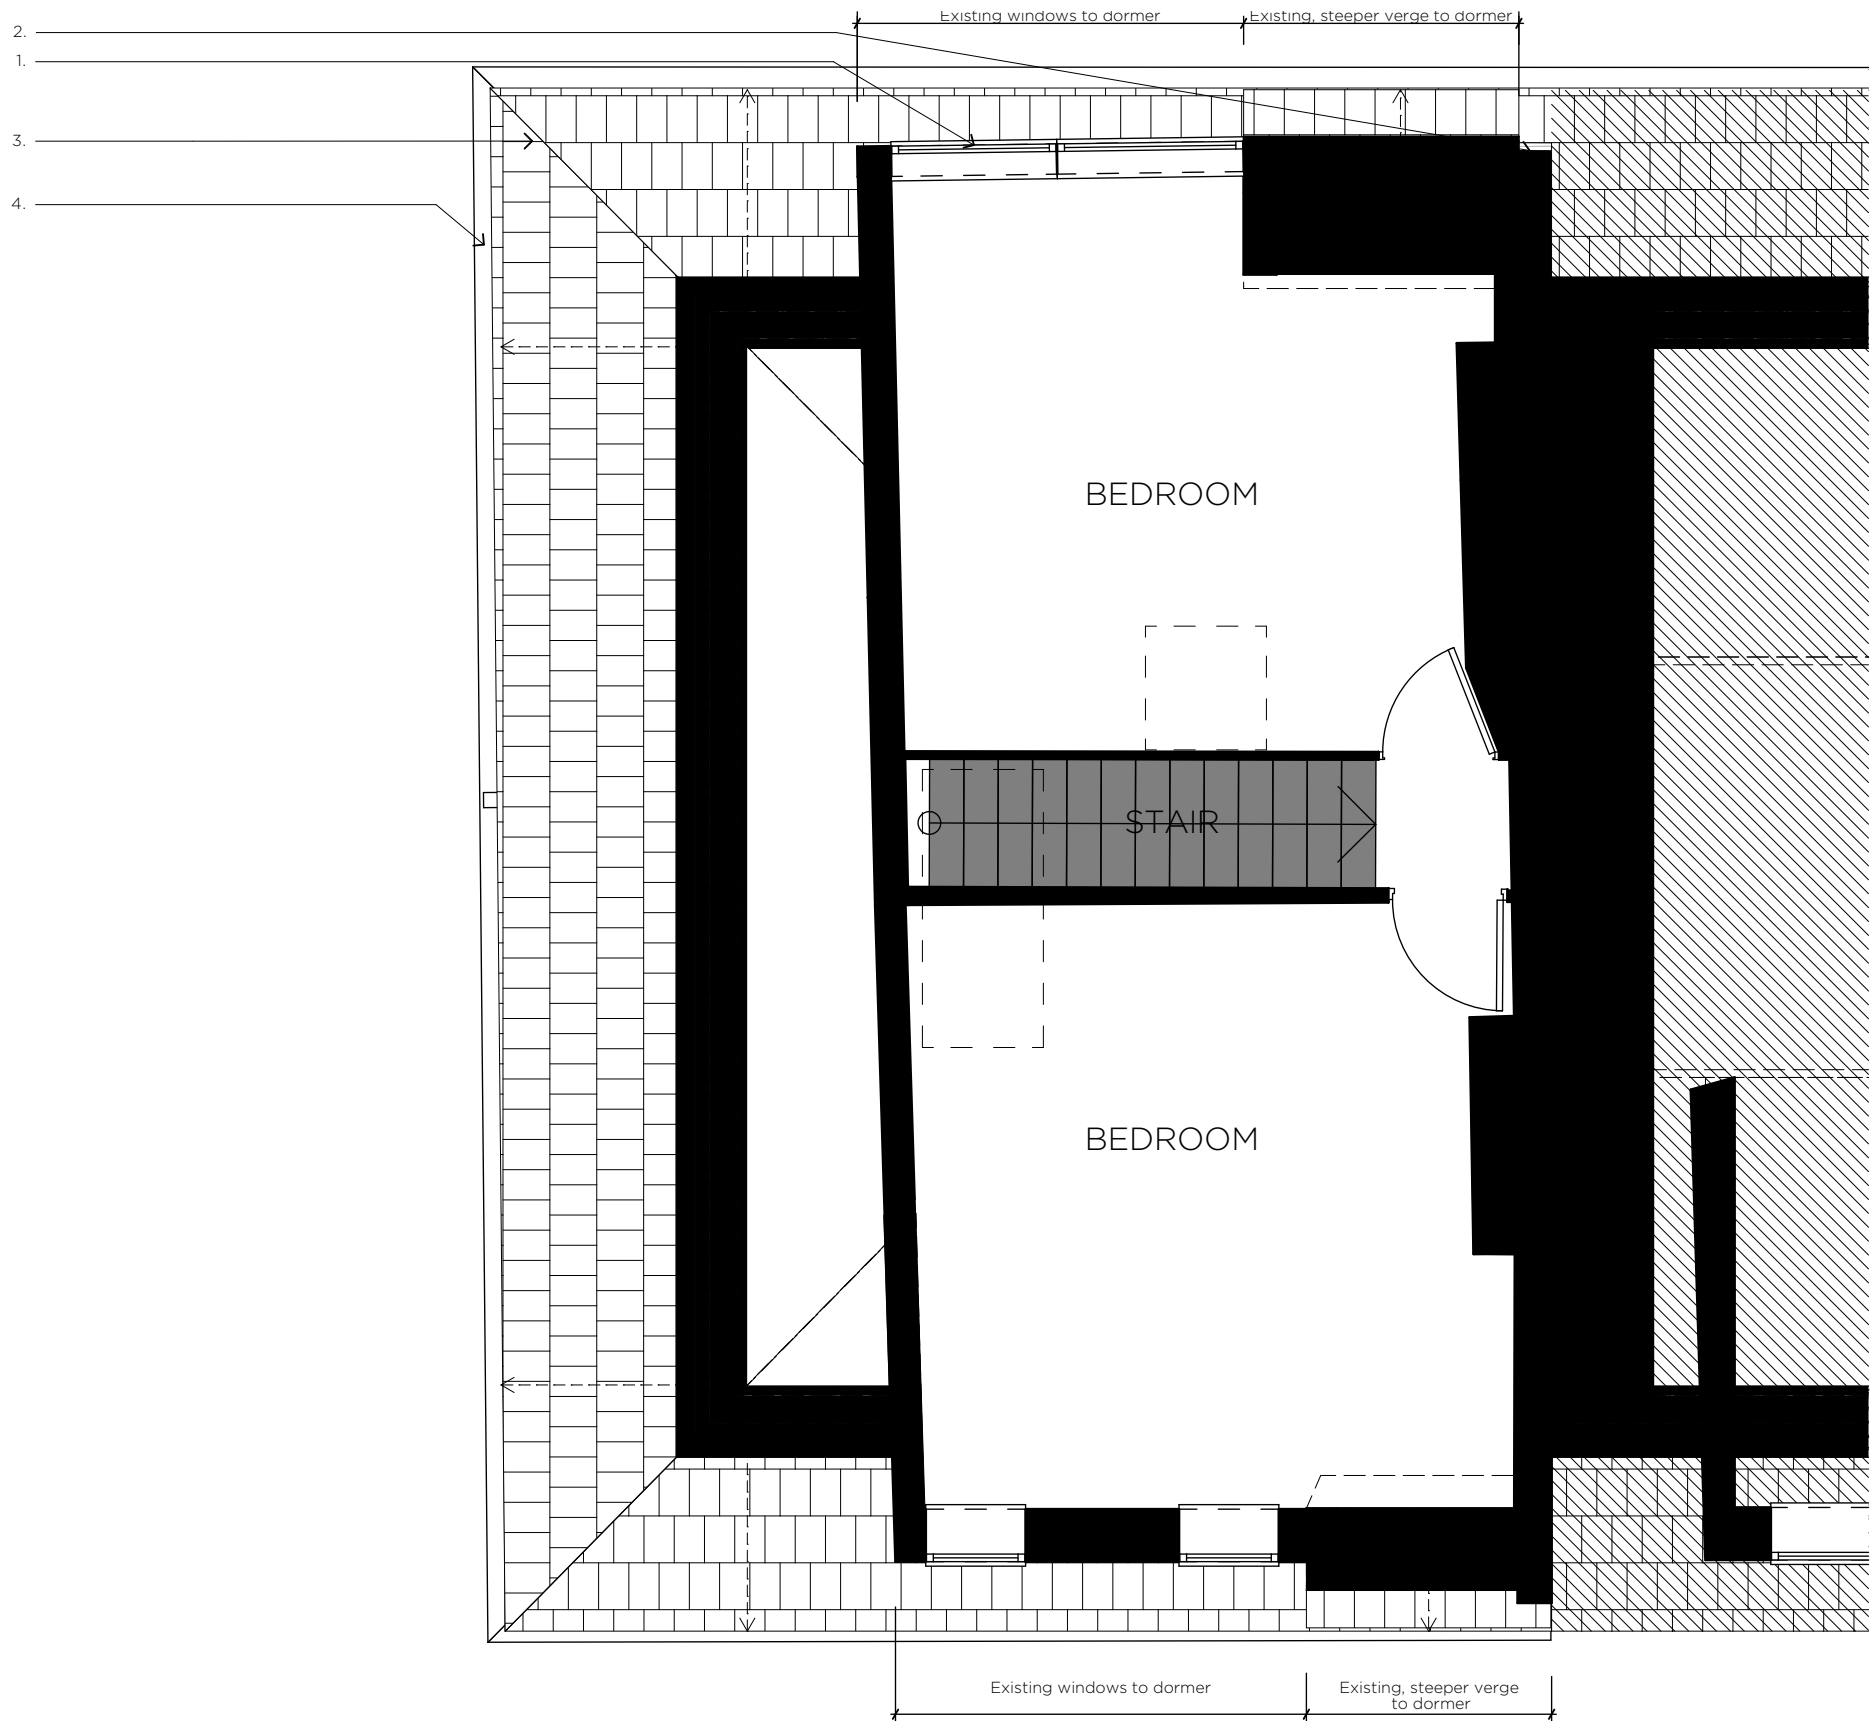 Existing windows to dormer
Existing, steeper verge to dormer
2.
1.
3.
4.
BEDROOM
STAIR
BEDROOM
Existing windows to dormer
Existing, steeper verge
to dormer